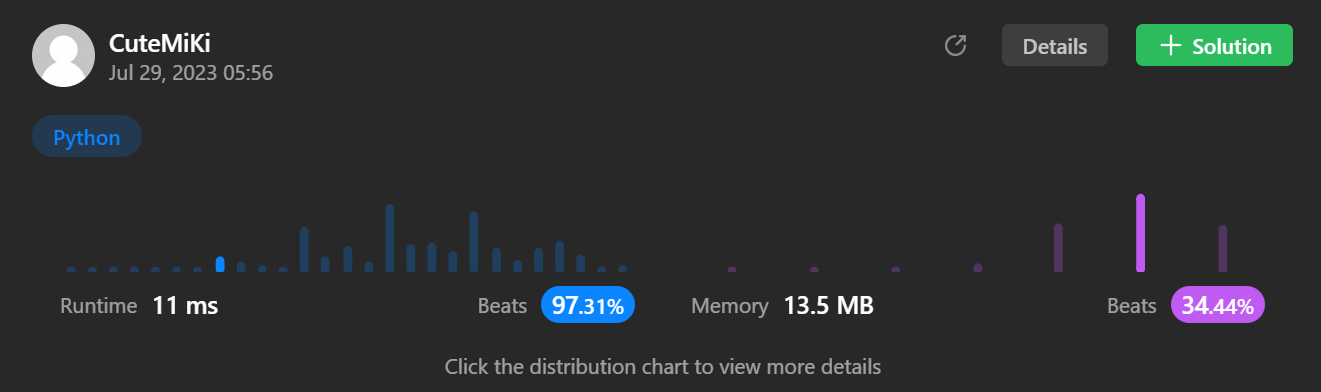 CuteMiKi
Jul 29, 2023 05:56
Details
Solution
Python
Runtime 11 ms
Beats 97.31%
Memory 13.5 MB
Beats 34.44%
Click the distribution chart to view more details